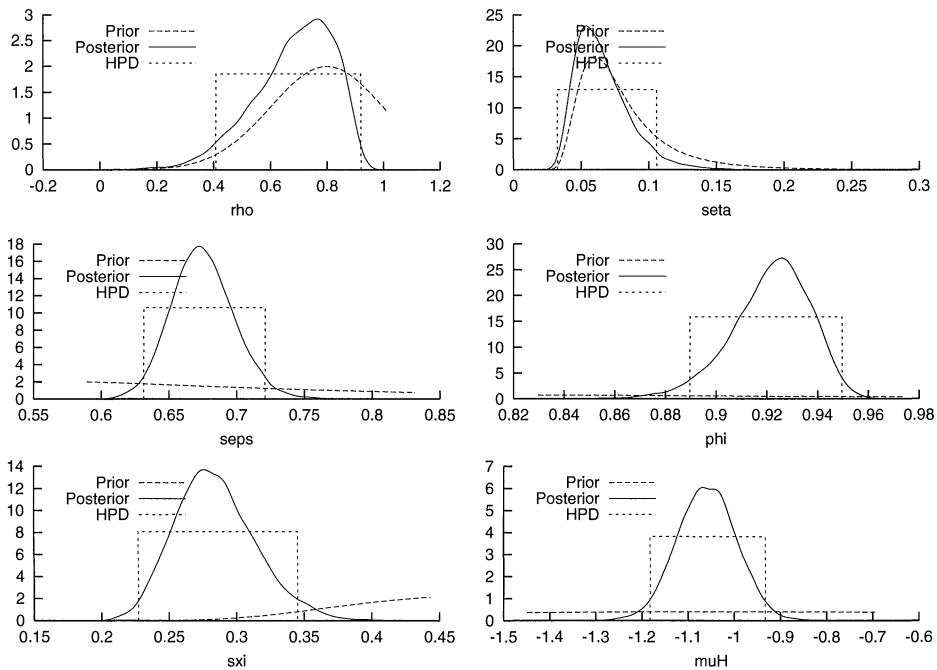 3
2.5
2
1.5
1
0.5
0
Prior
Posterior
HPD
-0.2 0 0.2 0.4 0.6 0.8 1 1.2
rho
25
20
15
10
5
0
Prior
Posterior
HPD
0 0.05 0.1 0.15 0.2 0.25 0.3
seta
18
16
14
12
10
8
6
4
2
0
Prior
Posterior
HPD
0.55 0.6 0.65 0.7 0.75 0.8 0.85
seps
30
25
20
15
10
5
0
Prior
Posterior
HPD
0.82 0.84 0.86 0.88 0.9 0.92 0.94 0.96 0.98
phi
14
12
10
8
6
4
2
0
Prior
Posterior
HPD
0.15 0.2 0.25 0.3 0.35 0.4 0.45
sxi
7
6
5
4
3
2
1
0
Prior
Posterior
HPD
-1.5 -1.4 -1.3 -1.2 -1.1 -1 -0.9 -0.8 -0.7 -0.6
muH